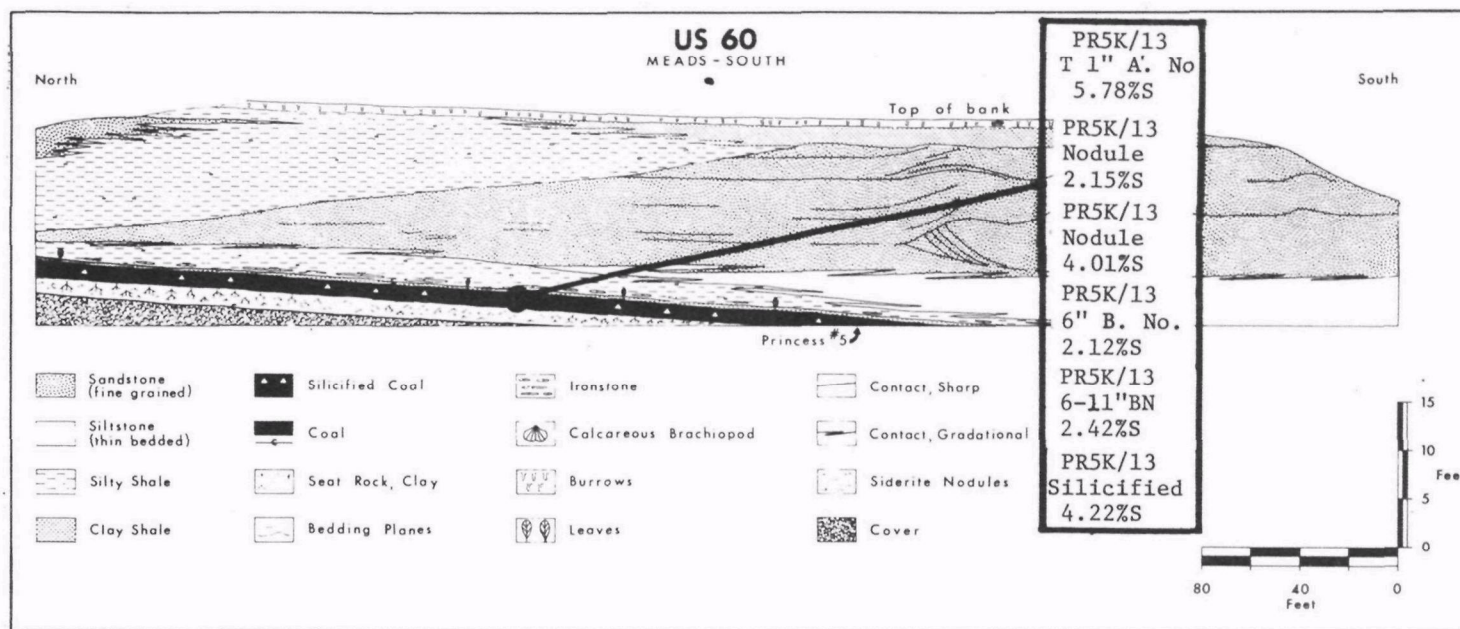 US 60
MEADS - SOUTH
North
South
Top of bank
PR5K/13
T 1" A. No
5.78%S
PR5K/13
Nodule
2.15%S
PR5K/13
Nodule
4.01%S
PR5K/13
6" B. No.
2.12%S
PR5K/13
6-11"BN
2.42%S
PR5K/13
Silicified
4.22%S
Princess #5
Sandstone
(fine grained)
Siltstone
(thin bedded)
Silty Shale
Clay Shale
Silicified Coal
Coal
Seat Rock, Clay
Bedding Planes
Ironstone
Calcareous Brachiopod
Burrows
Leaves
Contact, Sharp
Contact, Gradational
Siderite Nodules
Cover
15
10
Fee
5
0
80 40 0
Feet